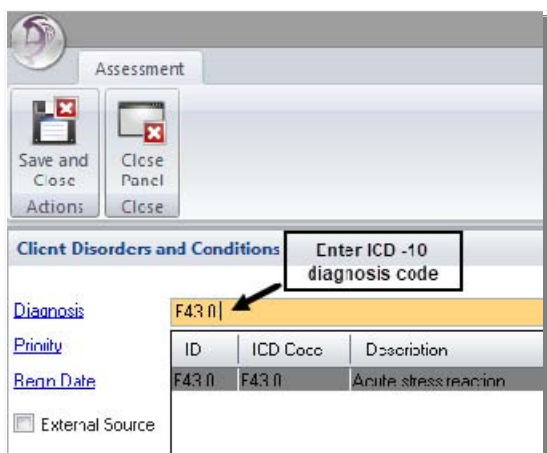 Assessment
Save and
Close
Close
Panel
Actions
Close
Client Disorders and Conditions
Enter ICD -10
diagnosis code
Diagnosis
F43.0
Priority
ID
ICD Code
Description
Begin Date
F43.0
F43.0
Acute stress reaction
External Source